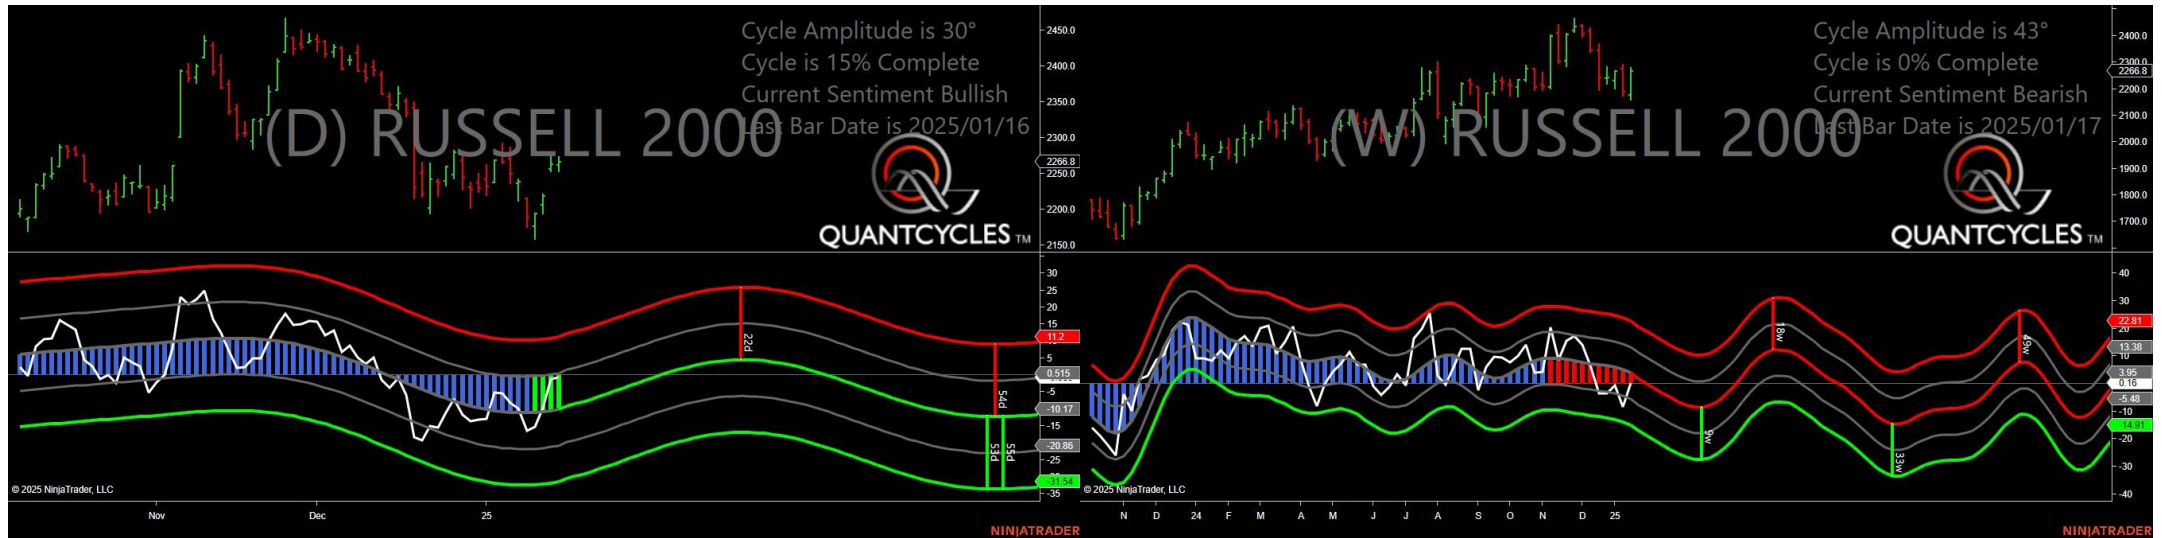 Cycle Amplitude is 30°
Cycle is 15% Complete
Current Sentiment Bullish
Last Bar Date is 2025/01/16
(D) RUSSELL 2000
QUANTCYCLES TM
2450.0
2400.0
2350.0
2300.0
2266.8
2250.0
2200.0
2150.0
30
25
20
15
11.2
5
0.515
-5
-10.17
-15
-20.86
-25
-31.54
-35
22d
54d
53d
55d
© 2025 NinjaTrader, LLC
Nov Dec 25
NINJATRADER
Cycle Amplitude is 43°
Cycle is 0% Complete
Current Sentiment Bearish
Last Bar Date is 2025/01/17
(W) RUSSELL 2000
QUANTCYCLES TM
2400.0
2300.0
2266.8
2200.0
2100.0
2000.0
1900.0
1800.0
1700.0
40
30
22.81
20
13.38
10
3.95
0.16
-5.48
-10
-14.91
-20
-30
-40
18w
49w
9w
33w
© 2025 NinjaTrader, LLC
N D 24 F M A M J J A S O N D 25
NINJATRADER